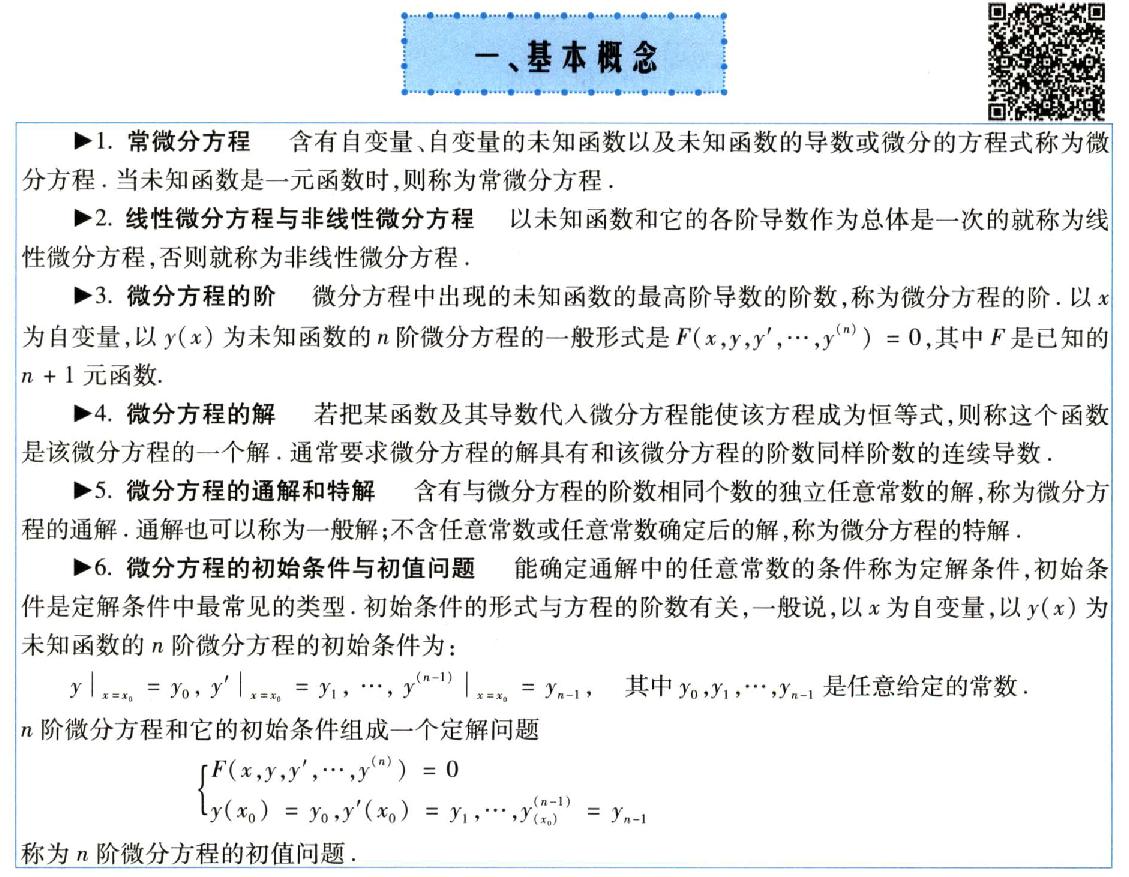 一、基本概念
▶1. 常微分方程 含有自变量、自变量的未知函数以及未知函数的导数或微分的方程式称为微
分方程.当未知函数是一元函数时,则称为常微分方程.
▶2. 线性微分方程与非线性微分方程 以未知函数和它的各阶导数作为总体是一次的就称为线
性微分方程,否则就称为非线性微分方程.
▶3. 微分方程的阶 微分方程中出现的未知函数的最高阶导数的阶数,称为微分方程的阶.以 x
为自变量,以 y(x) 为未知函数的 n 阶微分方程的一般形式是 F(x,y,y′,⋯,y⁽ⁿ⁾) = 0,其中 F 是已知的
n + 1 元函数.
▶4. 微分方程的解 若把某函数及其导数代入微分方程能使该方程成为恒等式,则称这个函数
是该微分方程的一个解.通常要求微分方程的解具有和该微分方程的阶数同样阶数的连续导数.
▶5. 微分方程的通解和特解 含有与微分方程的阶数相同个数的独立任意常数的解,称为微分方
程的通解.通解也可以称为一般解;不含任意常数或任意常数确定后的解,称为微分方程的特解.
▶6. 微分方程的初始条件与初值问题 能确定通解中的任意常数的条件称为定解条件,初始条
件是定解条件中最常见的类型.初始条件的形式与方程的阶数有关,一般说,以 x 为自变量,以 y(x) 为
未知函数的 n 阶微分方程的初始条件为:
y|_{x=x₀} = y₀, y′|_{x=x₀} = y₁, ⋯, y^{(n-1)}|_{x=x₀} = y_{n-1}, 其中 y₀,y₁,⋯,y_{n-1} 是任意给定的常数.
n 阶微分方程和它的初始条件组成一个定解问题
F(x,y,y′,⋯,y⁽ⁿ⁾) = 0
y(x₀) = y₀,y′(x₀) = y₁,⋯,y^{(n-1)}_{(x₀)} = y_{n-1}
称为 n 阶微分方程的初值问题.